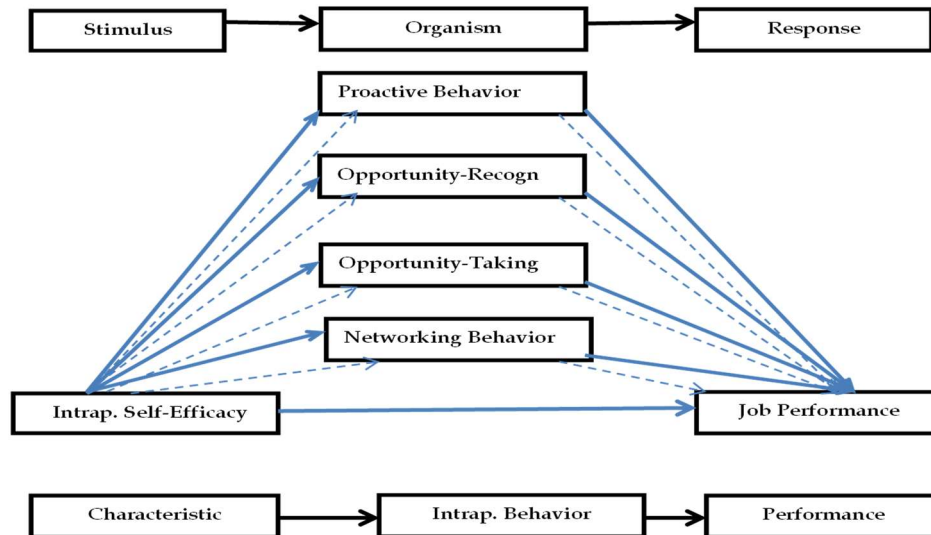 Stimulus
Organism
Response
Proactive Behavior
Opportunity-Recogn
Opportunity-Taking
Networking Behavior
Intrap. Self-Efficacy
Job Performance
Characteristic
Intrap. Behavior
Performance